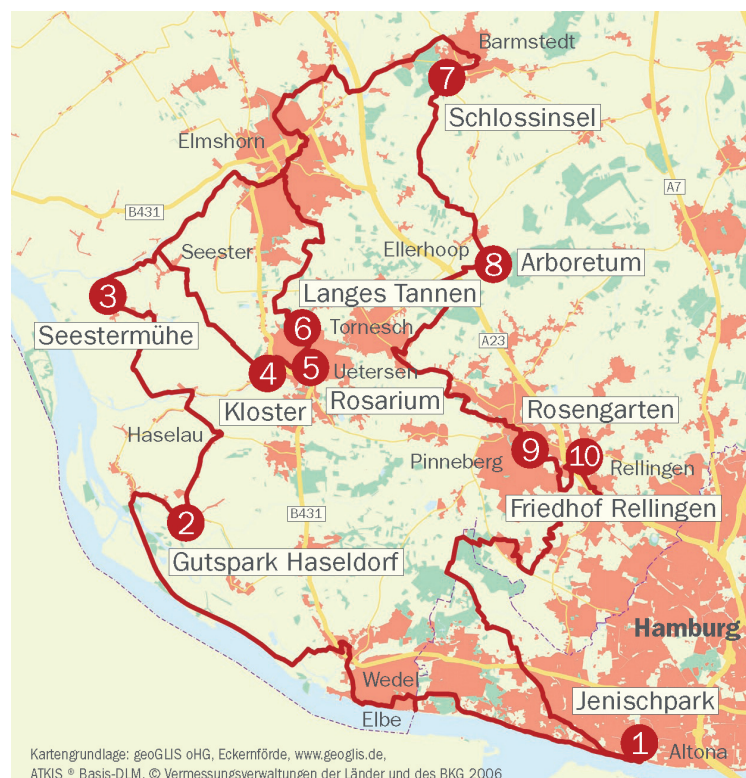 Barmstedt
7
Schlossinsel
Elmshorn
A7
B431
Seester
Ellerhoop
8
Arboretum
3
Langes Tannen
Seestermühe
6
Tornesch
A23
4
5
Uetersen
Kloster
Rosarium
Rosengarten
Haselau
Pinneberg
9
10
Rellingen
2
B431
Friedhof Rellingen
Gutspark Haseldorf
Hamburg
Wedel
Jenischpark
Elbe
1
Altona
Kartengrundlage: geoGLIS oHG, Eckernförde, www.geoglis.de,
ATKIS ® Basis-DLM, © Vermessungsverwaltungen der Länder und des BKG 2006